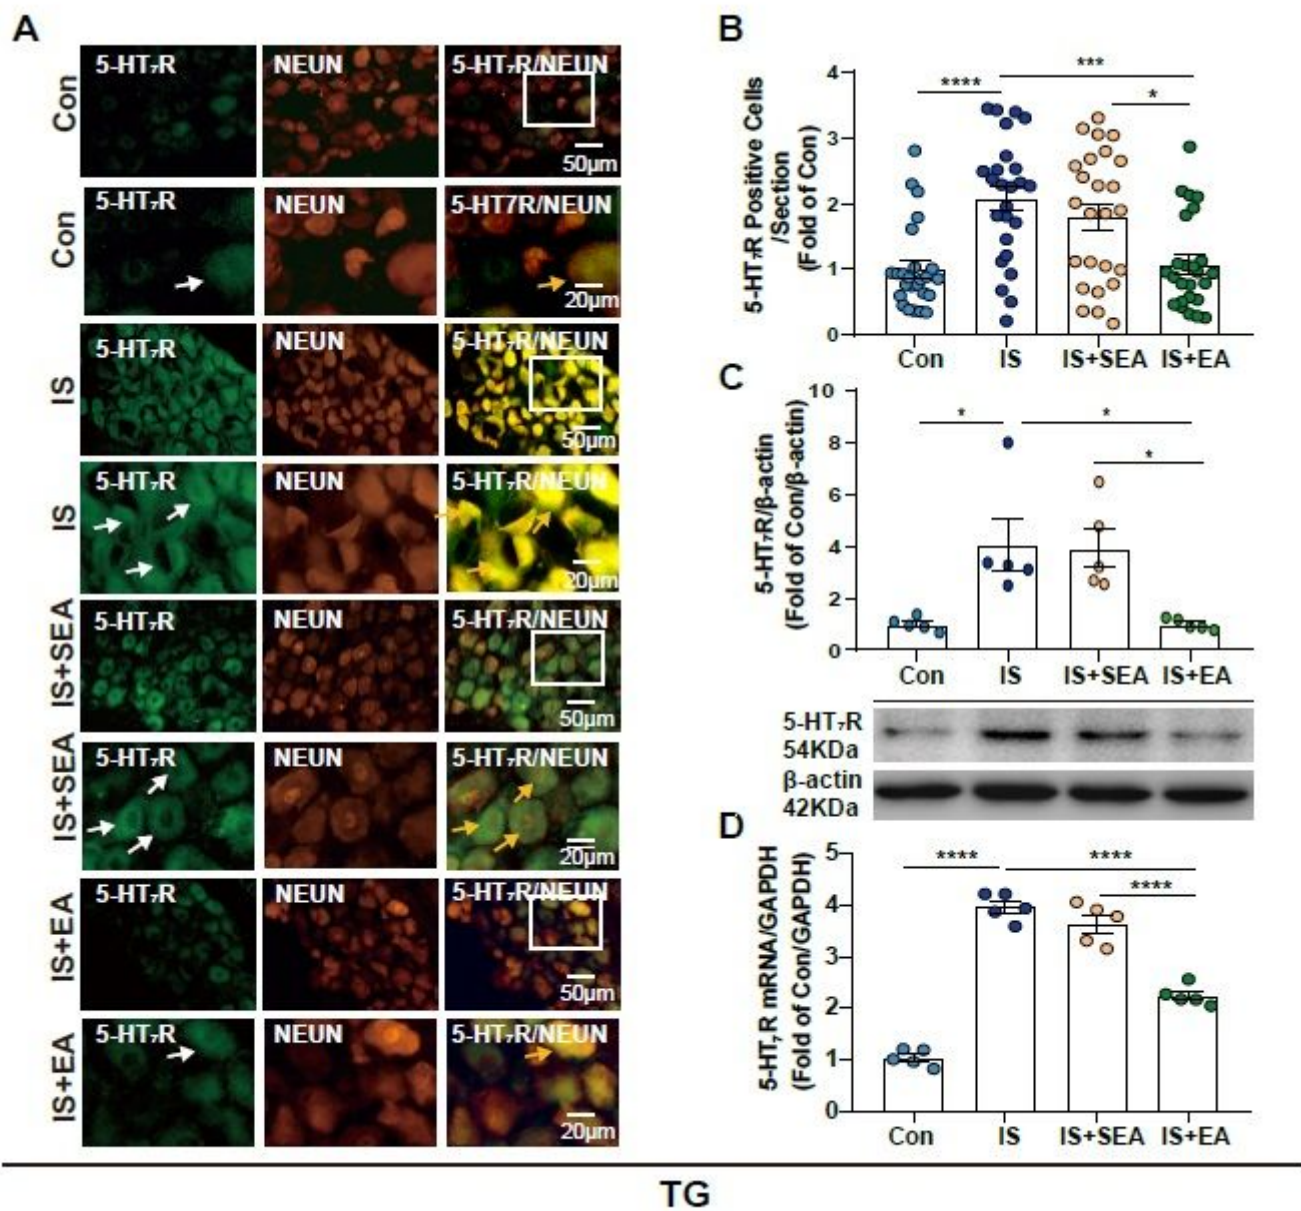 A
Con
5-HT₇R
NEUN
5-HT₇R/NEUN
50μm
Con
5-HT₇R
NEUN
5-HT7R/NEUN
20μm
IS
5-HT₇R
NEUN
5-HT₇R/NEUN
50μm
IS
5-HT₇R
NEUN
5-HT₇R/NEUN
20μm
IS+SEA
5-HT₇R
NEUN
5-HT₇R/NEUN
50μm
IS+SEA
5-HT₇R
NEUN
5-HT₇R/NEUN
20μm
IS+EA
5-HT₇R
NEUN
5-HT₇R/NEUN
50μm
IS+EA
5-HT₇R
NEUN
5-HT₇R/NEUN
20μm
B
5-HT₇R Positive Cells
/Section
(Fold of Con)
4
3
2
1
0
****
***
*
Con IS IS+SEA IS+EA
C
5-HT₇R/β-actin
(Fold of Con/β-actin)
10
8
6
4
2
0
*
*
*
Con IS IS+SEA IS+EA
5-HT₇R
54KDa
β-actin
42KDa
D
5-HT₇R mRNA/GAPDH
(Fold of Con/GAPDH)
5
4
3
2
1
0
****
****
****
Con IS IS+SEA IS+EA
TG